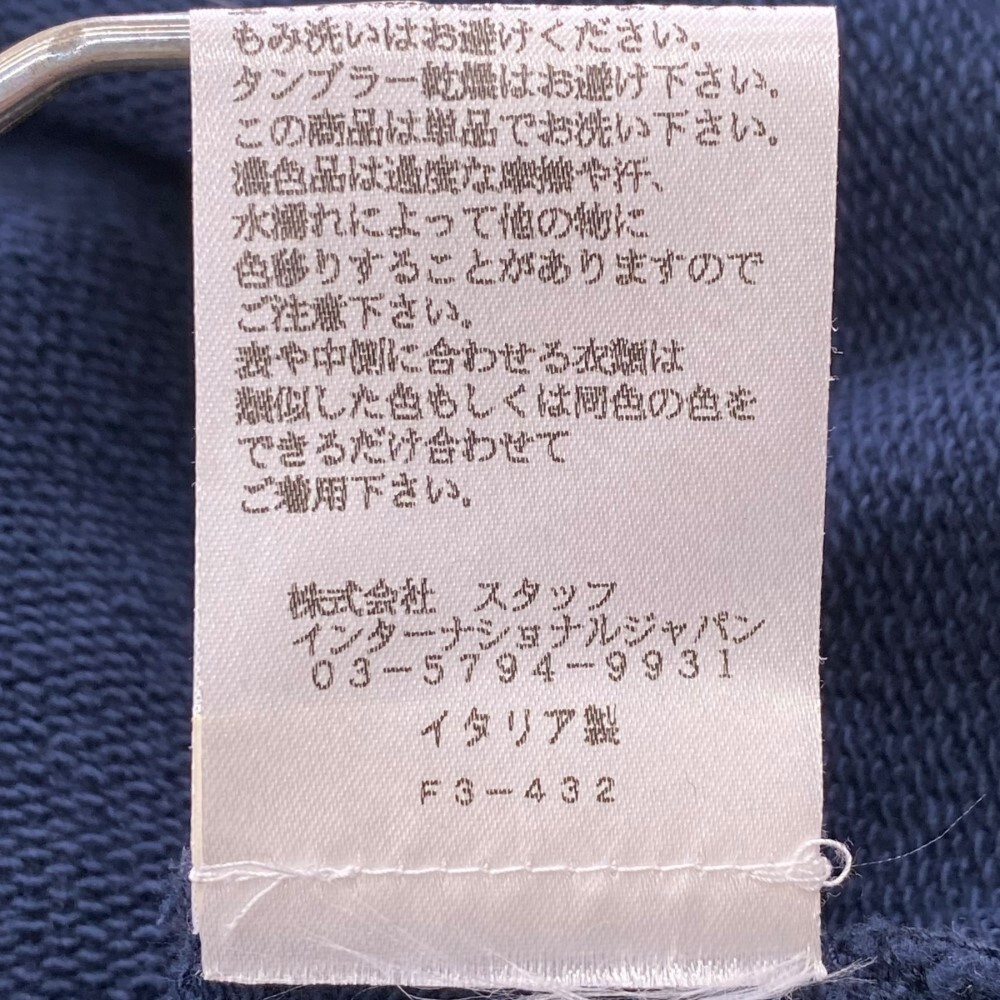 もみ洗いはお避けください。
タンブラー乾燥はお避け下さい。
この商品は単品でお洗い下さい。
濃色品は過度な摩擦や汗、
水濡れによって他の物に
色移りすることがありますので
ご注意下さい。
表や中側に合わせる衣類は
類似した色もしくは同色の色を
できるだけ合わせて
ご着用下さい。
株式会社　スタッフ
インターナショナルジャパン
03-5794-9931
イタリア製
F3-432